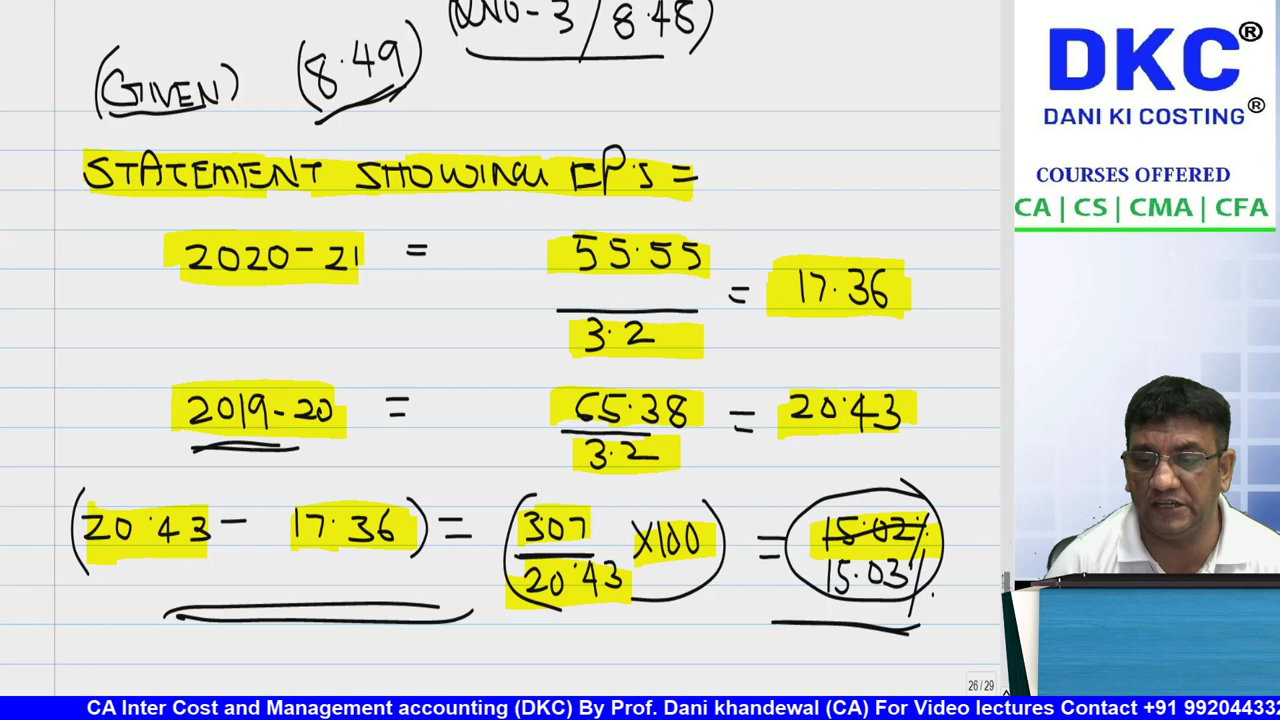 3 / 8.48)
(GIVEN) (8.49)
STATEMENT SHOWING EPS =
2020-21 = 55.55 / 3.2 = 17.36
2019-20 = 65.38 / 3.2 = 20.43
(20.43 - 17.36) = (3.07 / 20.43 X100) = 15.02%
15.03%
26 / 29
DKC®
DANI KI COSTING®
COURSES OFFERED
CA | CS | CMA | CFA
CA Inter Cost and Management accounting (DKC) By Prof. Dani khandewal (CA) For Video lectures Contact +91 992044332